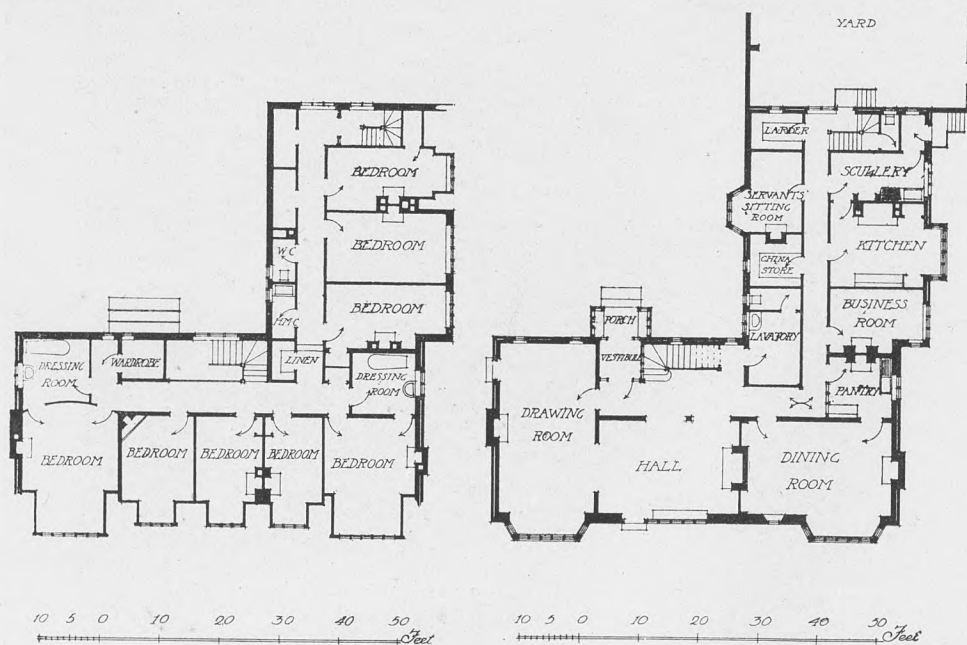 YARD
BEDROOM
BEDROOM
BEDROOM
W C
H.M.C
LINEN
WARDROBE
DRESSING
ROOM
DRESSING
ROOM
BEDROOM
BEDROOM
BEDROOM
BEDROOM
BEDROOM
LARDER
SCULLERY
SERVANTS
SITTING
ROOM
KITCHEN
CHINA
STORE
BUSINESS
ROOM
LAVATORY
PORCH
VESTIBULE
PANTRY
DRAWING
ROOM
HALL
DINING
ROOM
10 5 0 10 20 30 40 50 Feet
10 5 0 10 20 30 40 50 Feet